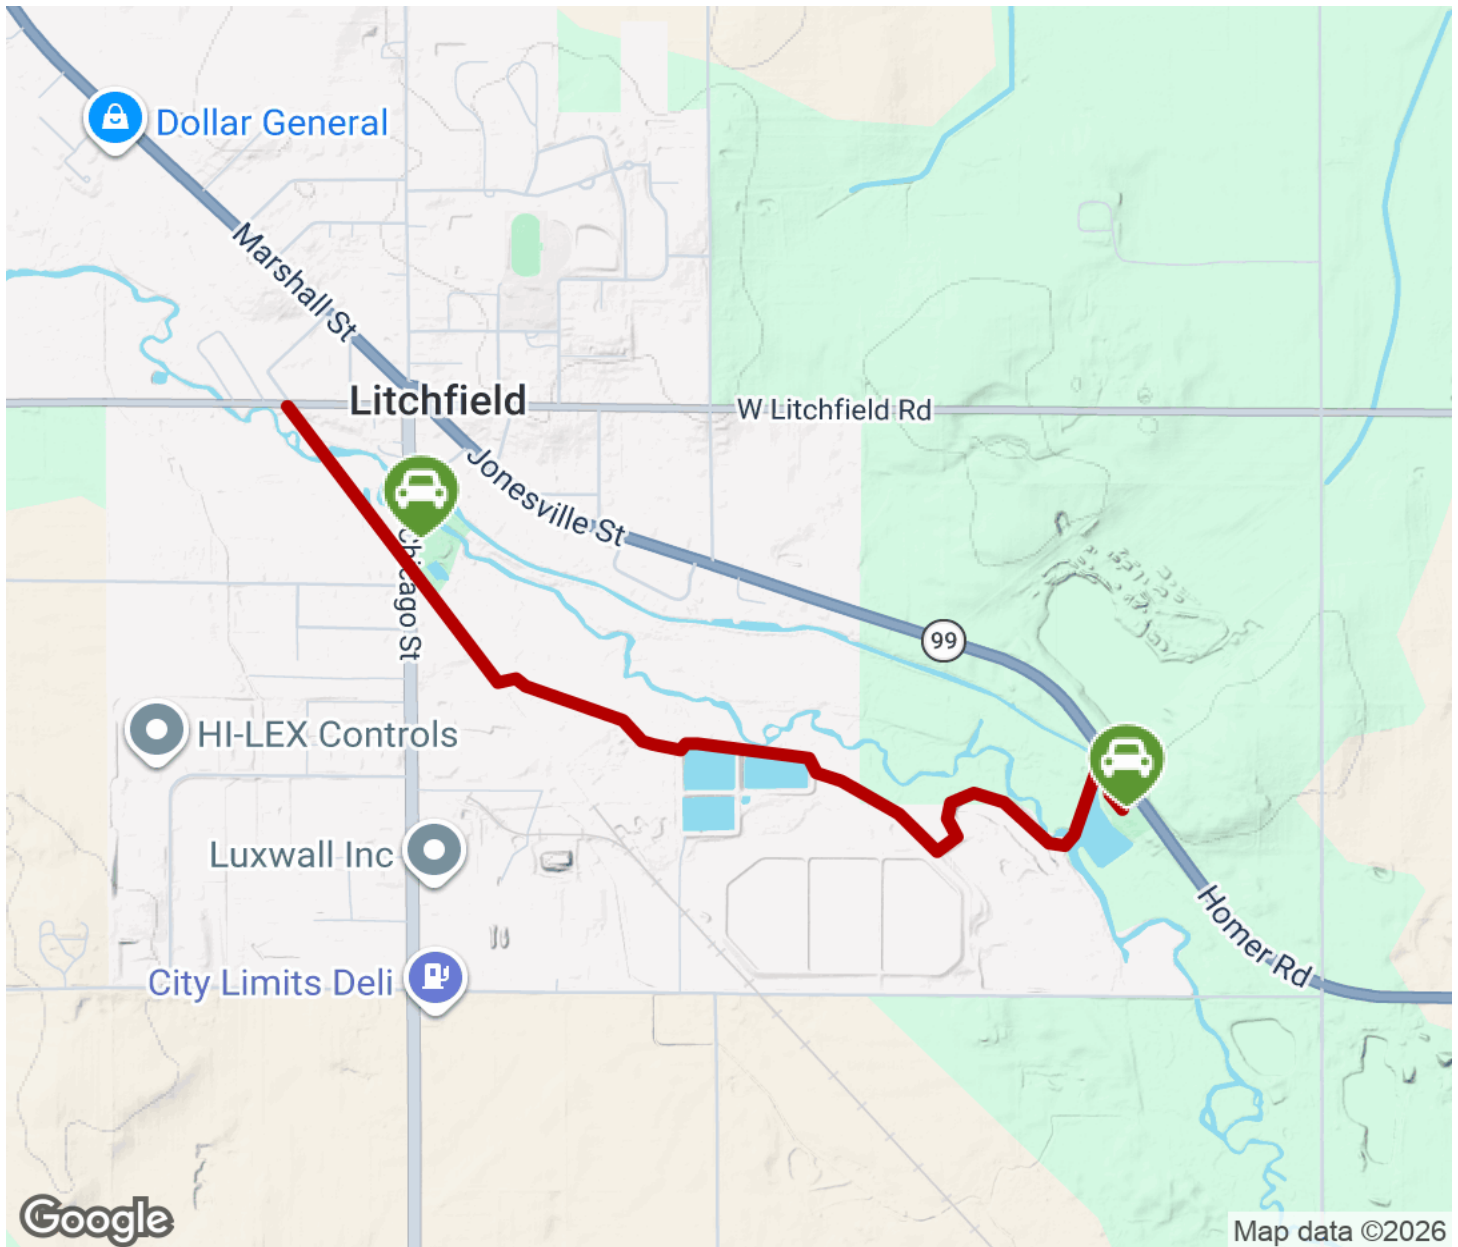 Dollar General
Marshall St
Litchfield
W Litchfield Rd
Jonesville St
Chicago St
99
HI-LEX Controls
Luxwall Inc
Homer Rd
City Limits Deli
Google
Map data ©2026